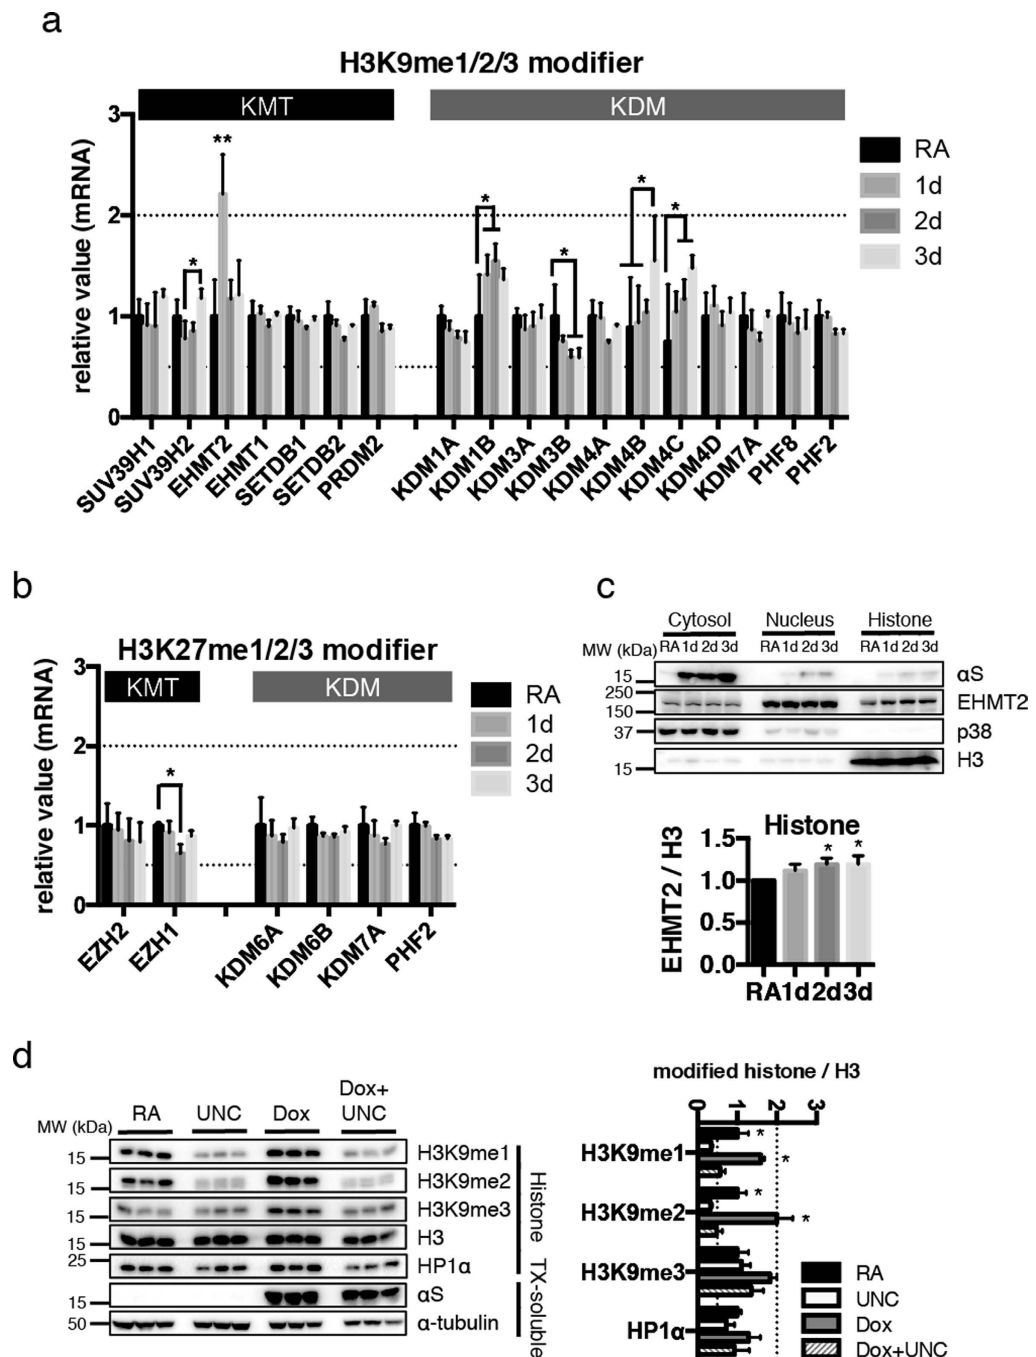 a
H3K9me1/2/3 modifier
KMT
KDM
relative value (mRNA)
3
2
1
0
**
*
*
*
*
*
RA
1d
2d
3d
SUV39H1
SUV39H2
EHMT2
EHMT1
SETDB1
SETDB2
PRDM2
KDM1A
KDM1B
KDM3A
KDM3B
KDM4A
KDM4B
KDM4C
KDM4D
KDM7A
PHF8
PHF2
b
H3K27me1/2/3 modifier
KMT
KDM
relative value (mRNA)
3
2
1
0
*
RA
1d
2d
3d
EZH2
EZH1
KDM6A
KDM6B
KDM7A
PHF2
c
Cytosol Nucleus Histone
MW (kDa) RA 1d 2d 3d RA 1d 2d 3d RA 1d 2d 3d
15 αS
250
150 EHMT2
37 p38
15 H3
Histone
EHMT2 / H3
1.5
1.0
0.5
0.0
* *
RA 1d 2d 3d
d
MW (kDa) RA UNC Dox Dox+
UNC
15 H3K9me1
15 H3K9me2
15 H3K9me3
15 H3
25 HP1α
15 αS
50 α-tubulin
Histone
TX-soluble
modified histone / H3
0 1 2 3
H3K9me1
*
*
H3K9me2
*
*
H3K9me3
HP1α
RA
UNC
Dox
Dox+UNC